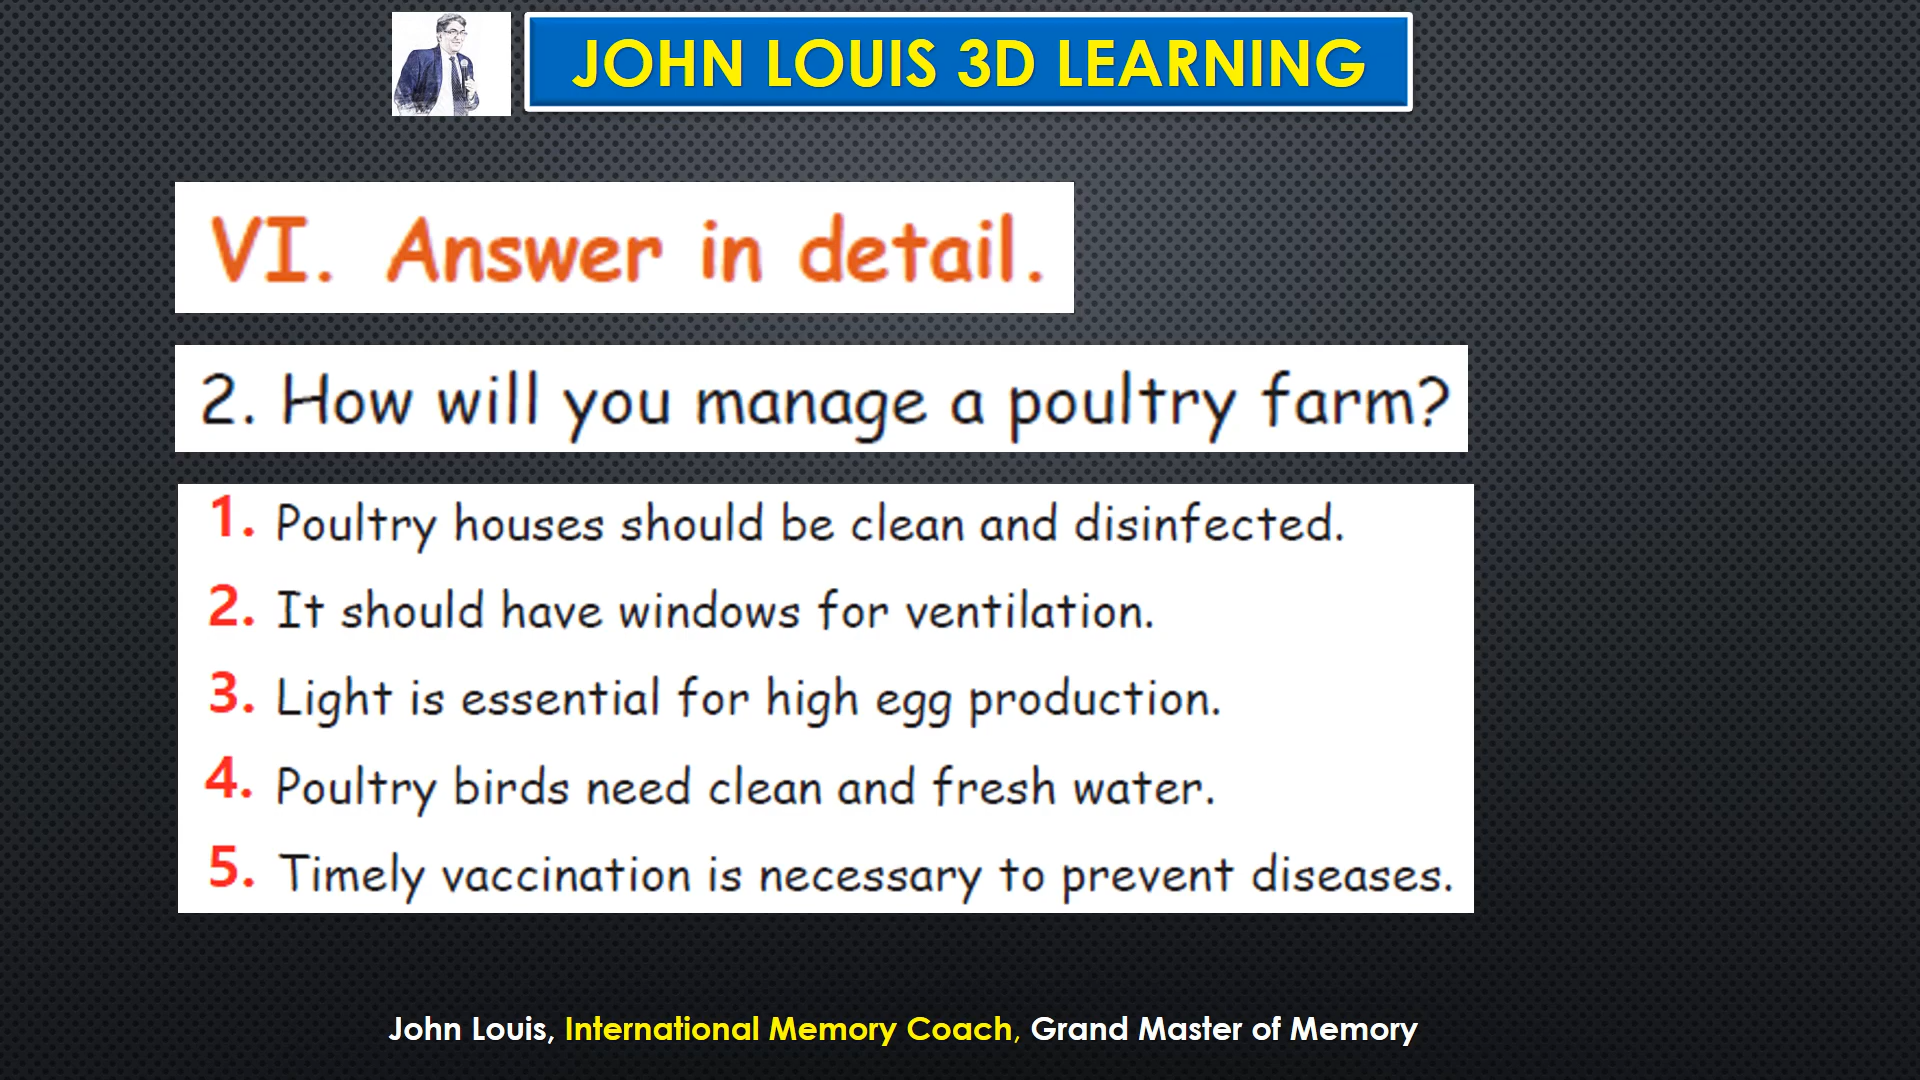 JOHN LOUIS 3D LEARNING
VI. Answer in detail.
2. How will you manage a poultry farm?
1. Poultry houses should be clean and disinfected.
2. It should have windows for ventilation.
3. Light is essential for high egg production.
4. Poultry birds need clean and fresh water.
5. Timely vaccination is necessary to prevent diseases.
John Louis, International Memory Coach, Grand Master of Memory